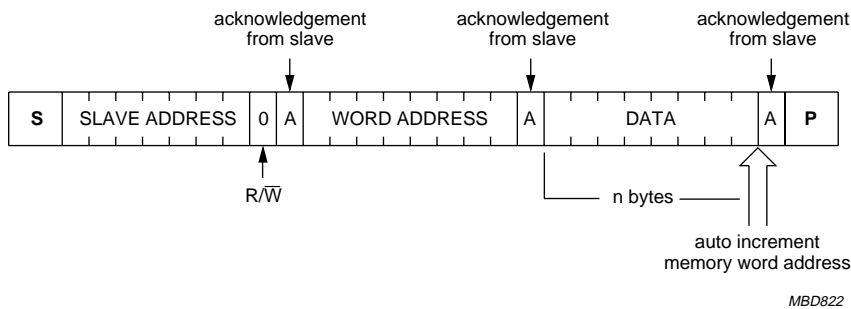 acknowledgement acknowledgement acknowledgement
from slave from slave from slave
S SLAVE ADDRESS 0 A WORD ADDRESS A DATA A P
R/W̅ n bytes
auto increment
memory word address
MBD822